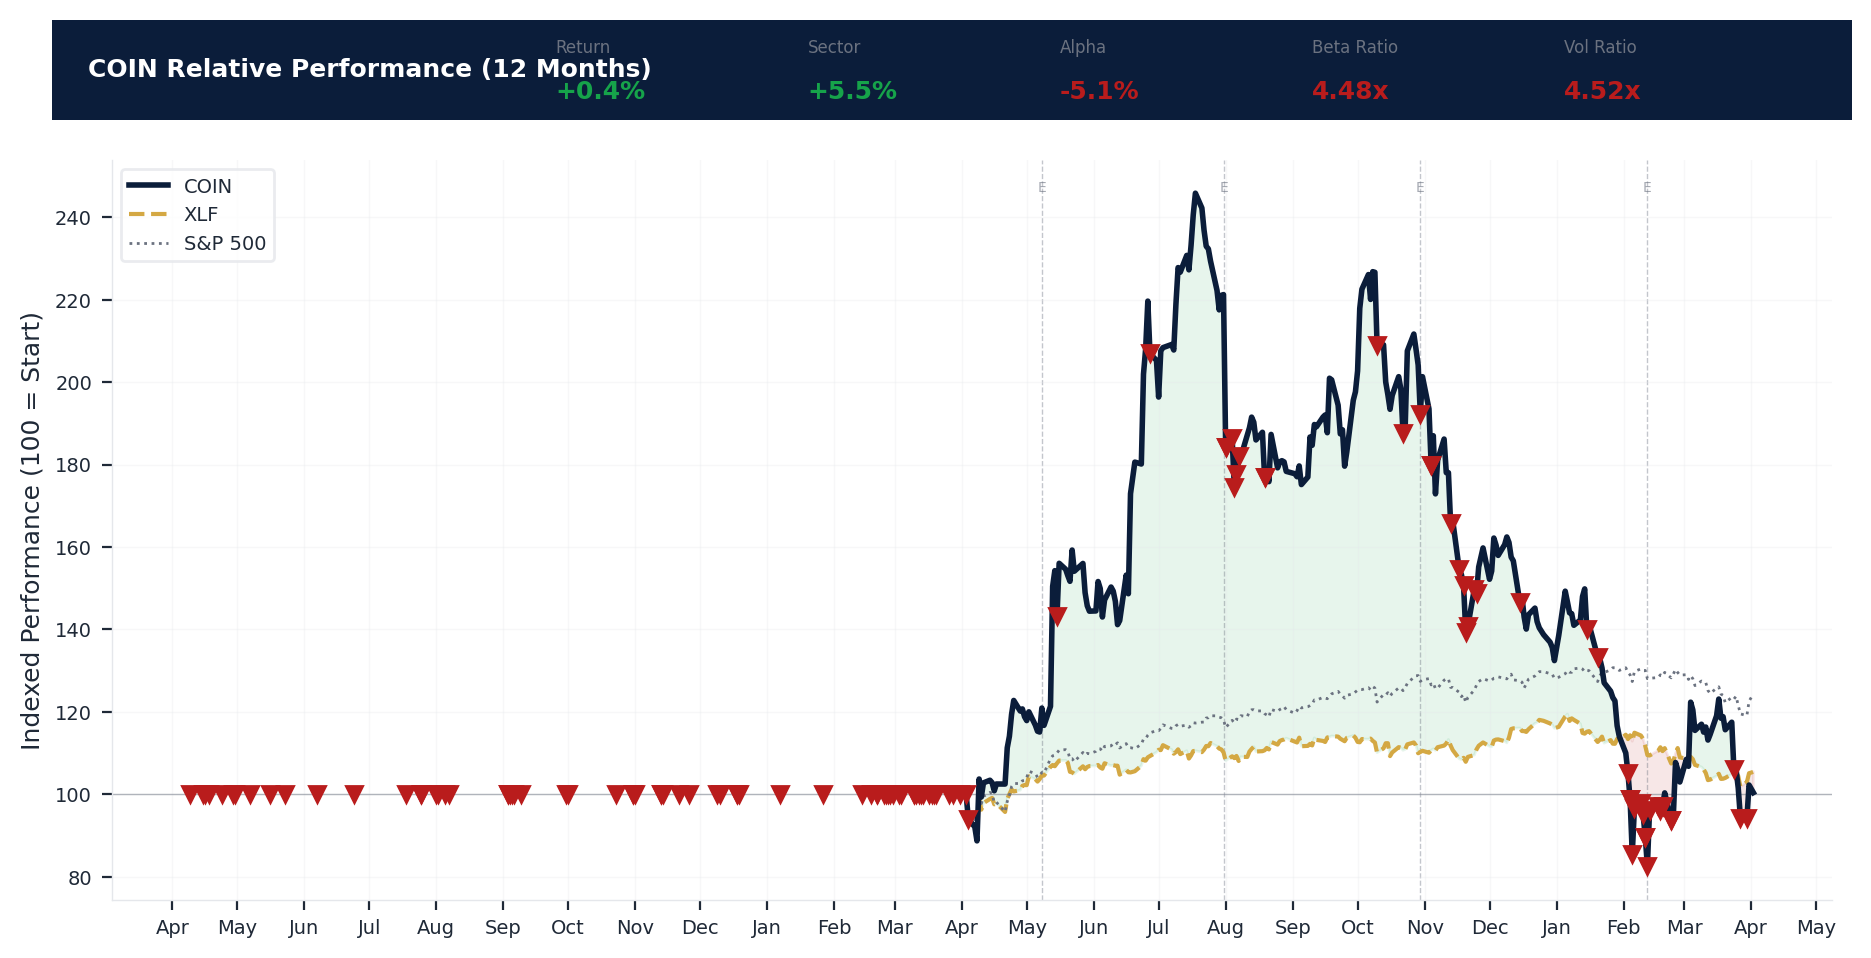 COIN Relative Performance (12 Months)
Return
Sector
Alpha
Beta Ratio
Vol Ratio
+0.4%
+5.5%
-5.1%
4.48x
4.52x
COIN
XLF
S&P 500
E
E
E
E
Indexed Performance (100 = Start)
240
220
200
180
160
140
120
100
80
Apr
May
Jun
Jul
Aug
Sep
Oct
Nov
Dec
Jan
Feb
Mar
Apr
May
Jun
Jul
Aug
Sep
Oct
Nov
Dec
Jan
Feb
Mar
Apr
May